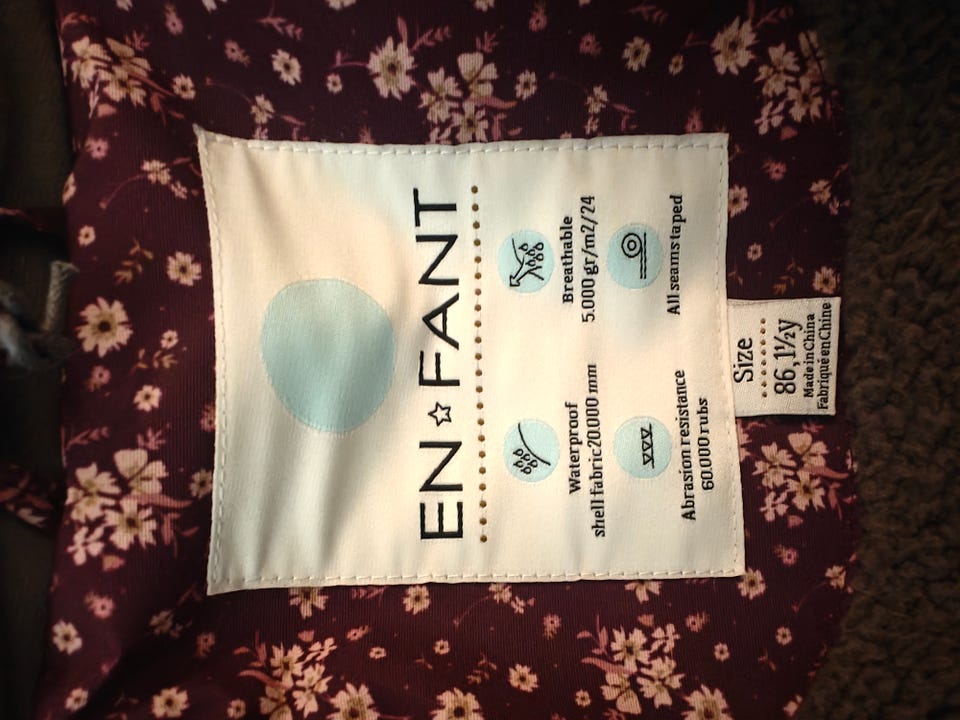 EN☆FANT
Waterproof
shell fabric 20.000 mm
Breathable
5.000 gr/m2/24
Abrasion resistance
60.000 rubs
All seams taped
Size
86,1½y
Made in China
Fabriqué en Chine